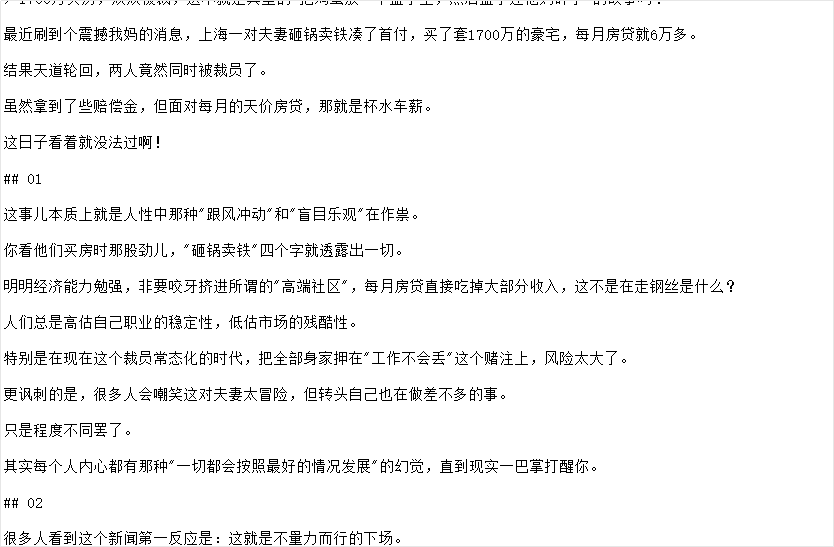 最近刷到个震撼我妈的消息，上海一对夫妻砸锅卖铁凑了首付，买了套1700万的豪宅，每月房贷就6万多。
结果天道轮回，两人竟然同时被裁员了。
虽然拿到了些赔偿金，但面对每月的天价房贷，那就是杯水车薪。
这日子看着就没法过啊！
## 01
这事儿本质上就是人性中那种"跟风冲动"和"盲目乐观"在作祟。
你看他们买房时那股劲儿，"砸锅卖铁"四个字就透露出一切。
明明经济能力勉强，非要咬牙挤进所谓的"高端社区"，每月房贷直接吃掉大部分收入，这不是在走钢丝是什么？
人们总是高估自己职业的稳定性，低估市场的残酷性。
特别是在现在这个裁员常态化的时代，把全部身家押在"工作不会丢"这个赌注上，风险太大了。
更讽刺的是，很多人会嘲笑这对夫妻太冒险，但转头自己也在做差不多的事。
只是程度不同罢了。
其实每个人内心都有那种"一切都会按照最好的情况发展"的幻觉，直到现实一巴掌打醒你。
## 02
很多人看到这个新闻第一反应是：这就是不量力而行的下场。